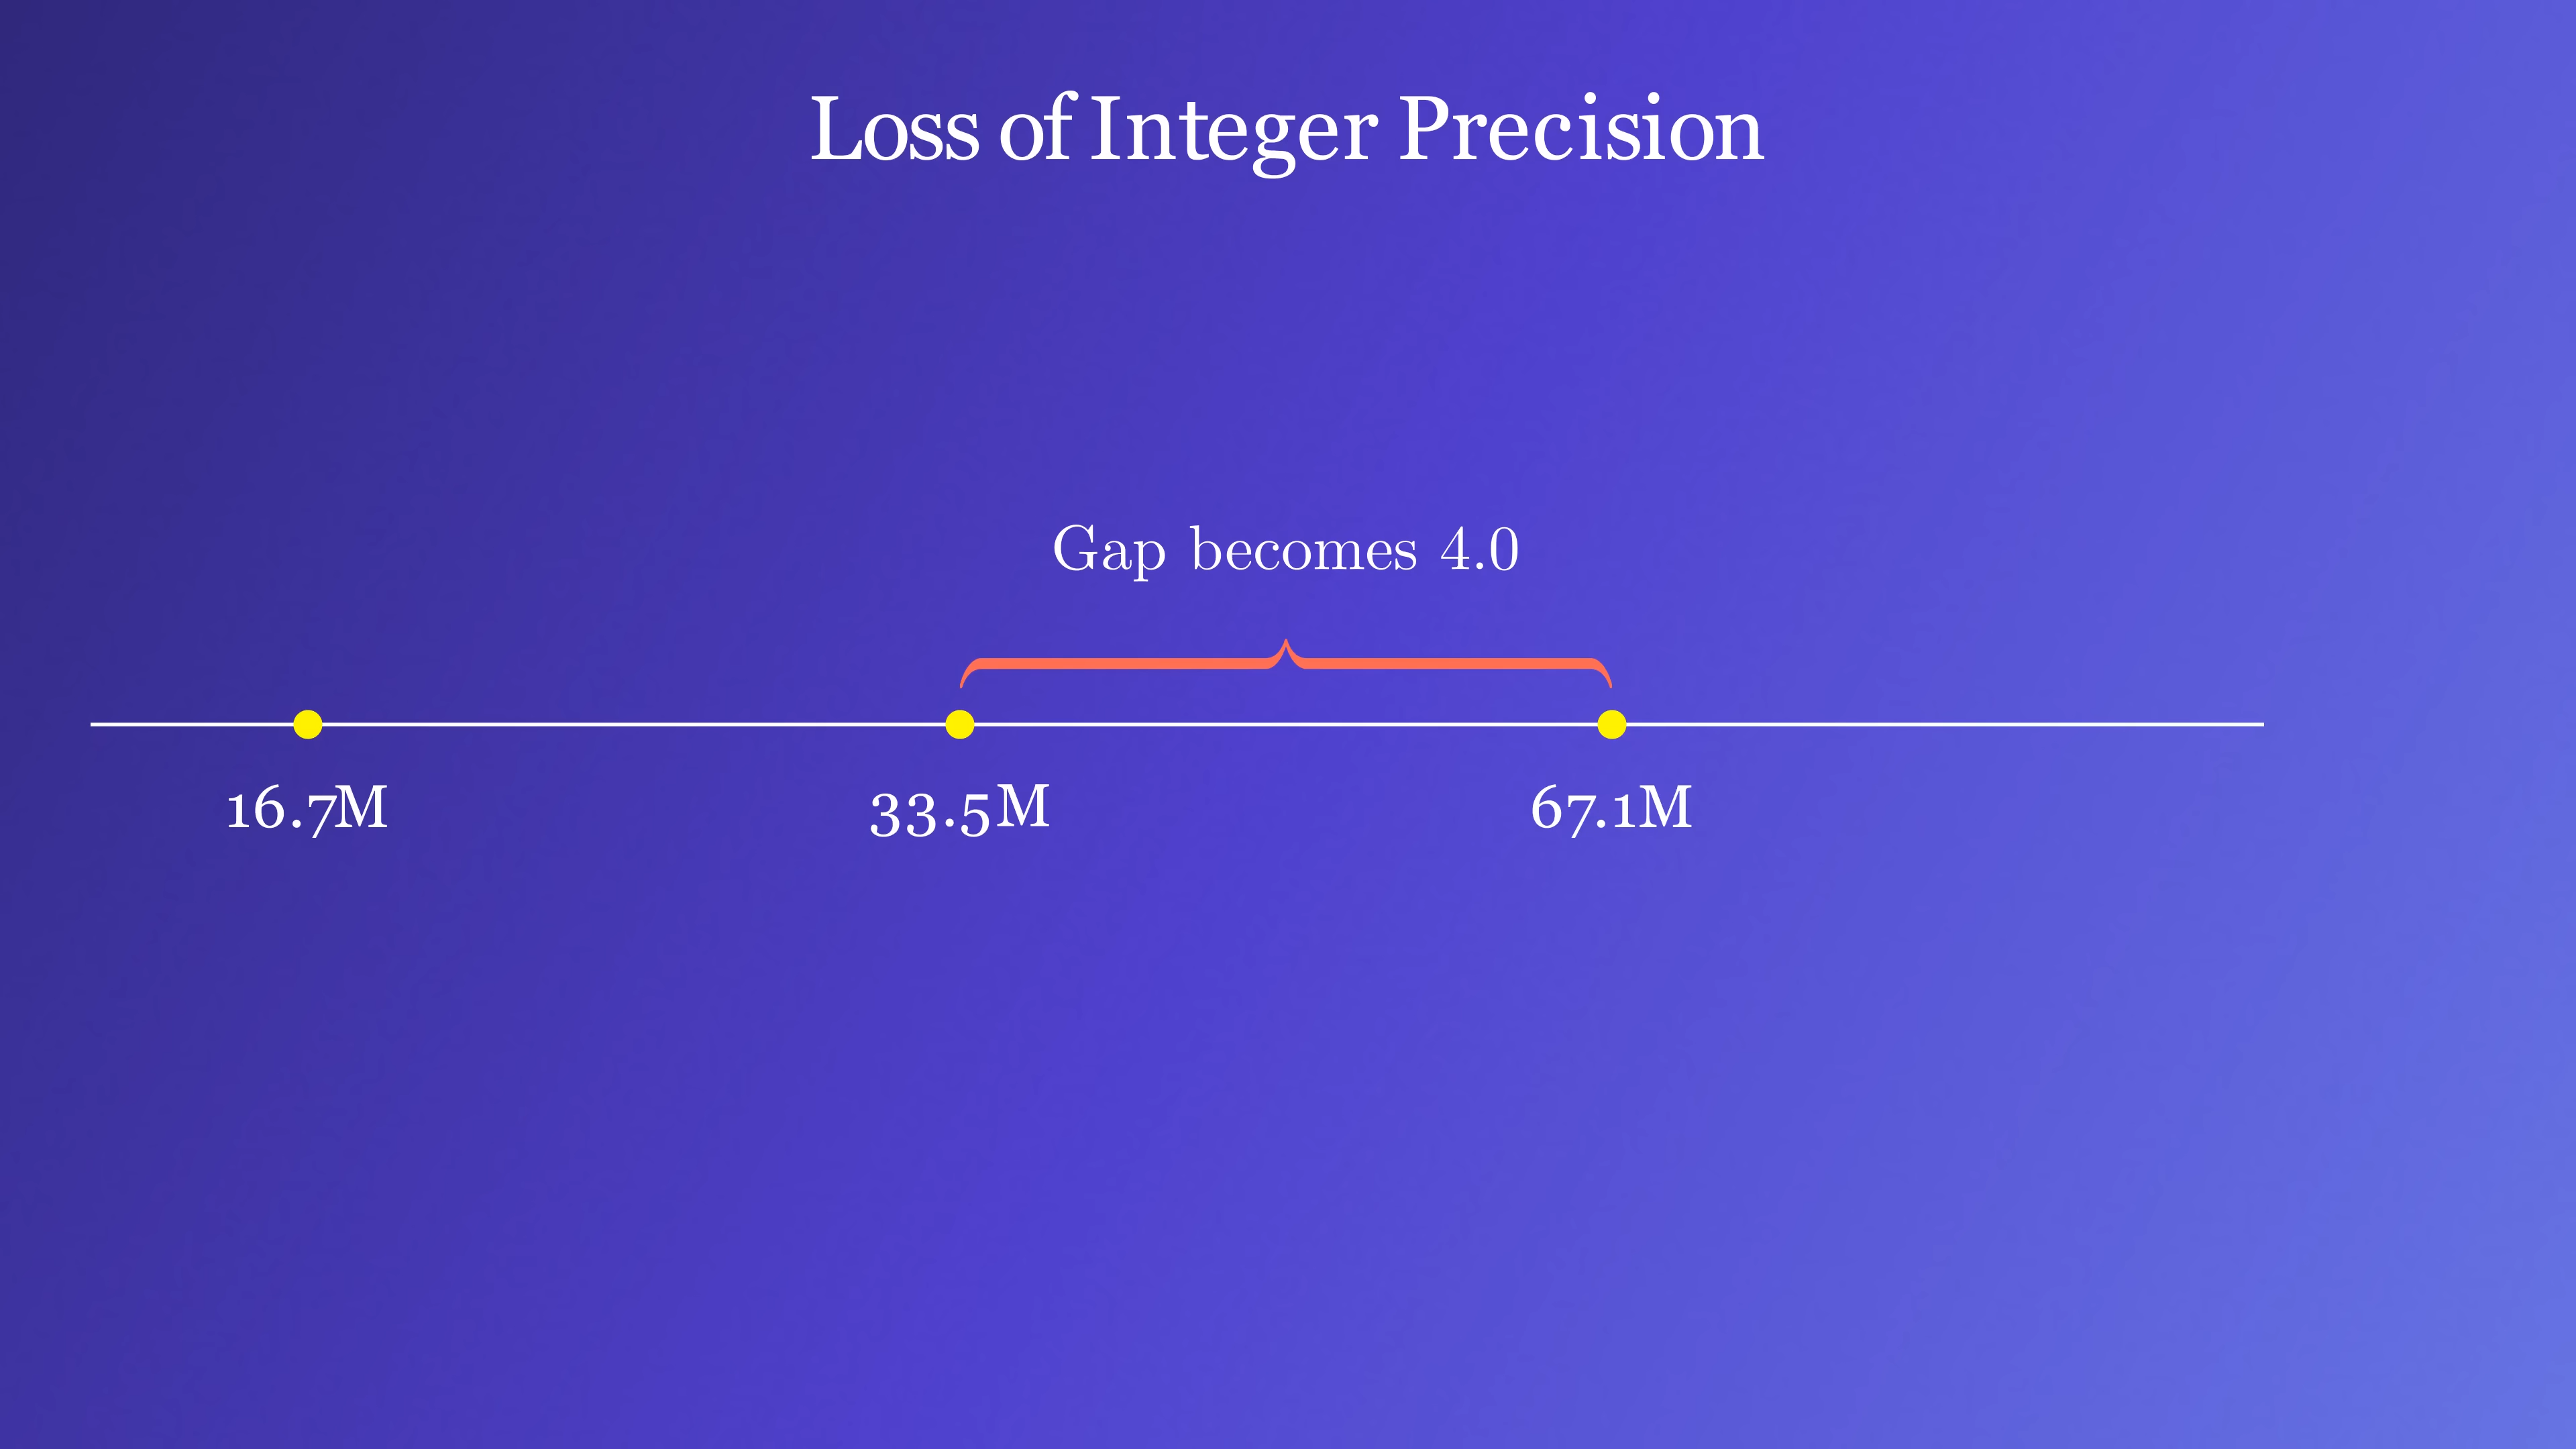 Loss of Integer Precision
Gap becomes 4.0
16.7M
33.5M
67.1M